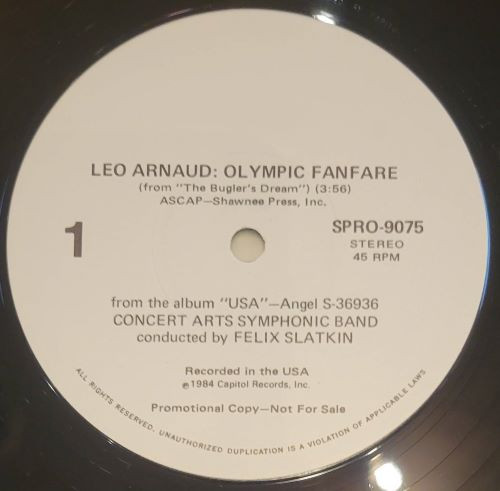 LEO ARNAUD: OLYMPIC FANFARE
(from "The Bugler's Dream") (3:56)
ASCAP—Shawnee Press, Inc.
1
SPRO-9075
STEREO
45 RPM
from the album "USA"—Angel S-36936
CONCERT ARTS SYMPHONIC BAND
conducted by FELIX SLATKIN
Recorded in the USA
℗1984 Capitol Records, Inc.
Promotional Copy—Not For Sale
ALL RIGHTS RESERVED. UNAUTHORIZED DUPLICATION IS A VIOLATION OF APPLICABLE LAWS